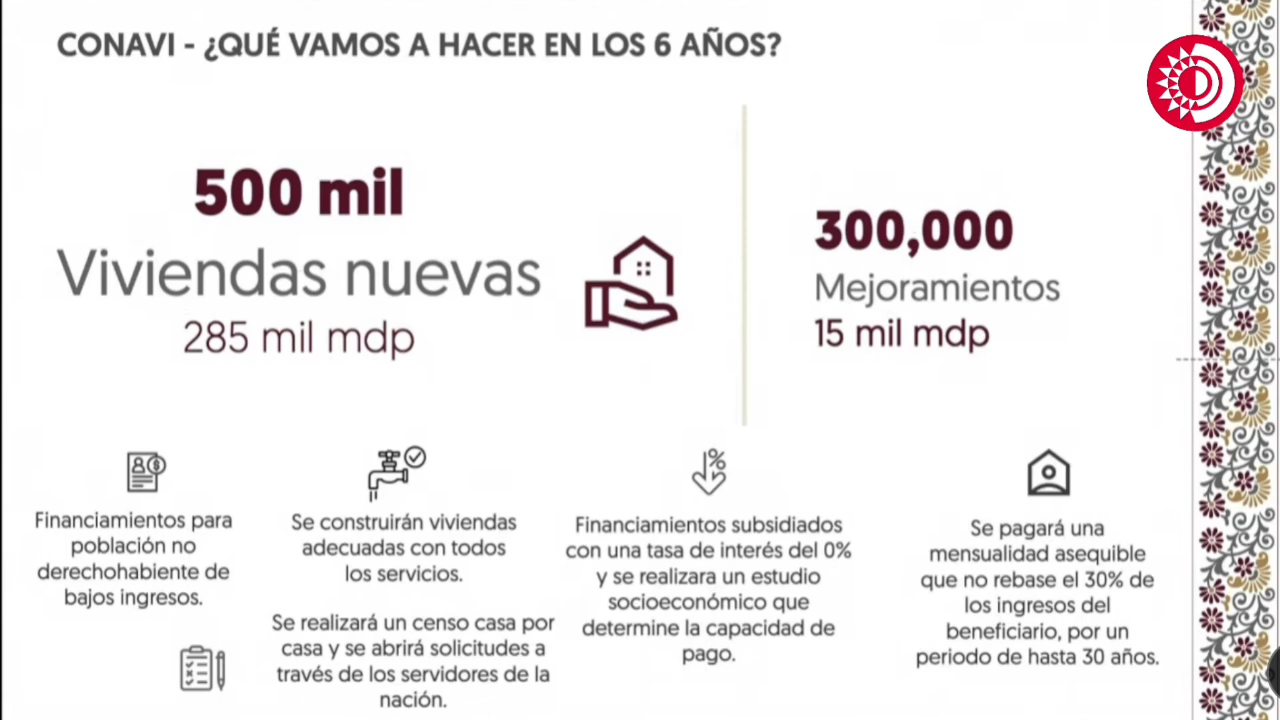 CONAVI - ¿QUÉ VAMOS A HACER EN LOS 6 AÑOS?
500 mil
Viviendas nuevas
285 mil mdp
300,000
Mejoramientos
15 mil mdp
Financiamientos para
población no
derechohabiente de
bajos ingresos.
Se construirán viviendas
adecuadas con todos
los servicios.
Se realizará un censo casa por
casa y se abrirá solicitudes a
través de los servidores de la
nación.
Financiamientos subsidiados
con una tasa de interés del 0%
y se realizara un estudio
socioeconómico que
determine la capacidad de
pago.
Se pagará una
mensualidad asequible
que no rebase el 30% de
los ingresos del
beneficiario, por un
periodo de hasta 30 años.